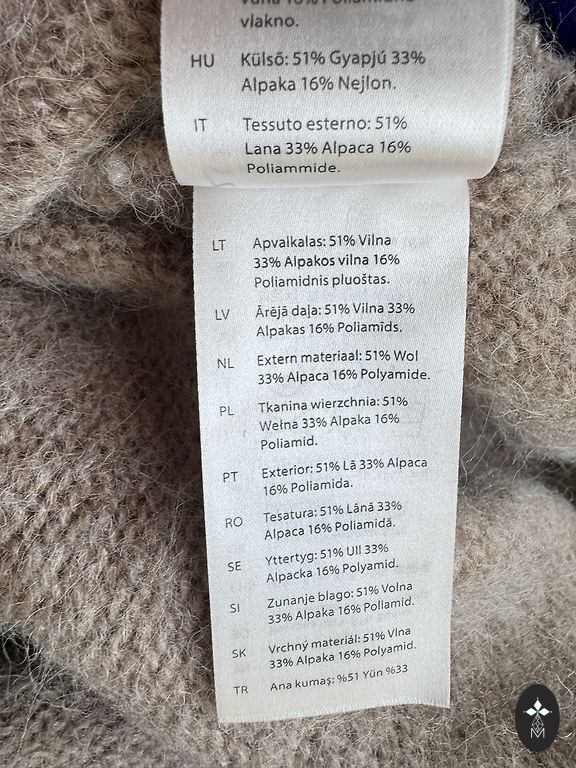 vlakno.
HU Külső: 51% Gyapjú 33%
Alpaka 16% Nejlon.
IT Tessuto esterno: 51%
Lana 33% Alpaca 16%
Poliammide.
LT Apvalkalas: 51% Vilna
33% Alpakos vilna 16%
Poliamidnis pluoštas.
LV Ārējā daļa: 51% Vilna 33%
Alpakas 16% Poliamīds.
NL Extern materiaal: 51% Wol
33% Alpaca 16% Polyamide.
PL Tkanina wierzchnia: 51%
Wełna 33% Alpaka 16%
Poliamid.
PT Exterior: 51% Lã 33% Alpaca
16% Poliamida.
RO Tesatura: 51% Lână 33%
Alpaca 16% Poliamidă.
SE Yttertyg: 51% Ull 33%
Alpacka 16% Polyamid.
SI Zunanje blago: 51% Volna
33% Alpaka 16% Poliamid.
SK Vrchný materiál: 51% Vlna
33% Alpaka 16% Polyamid.
TR Ana kumaş: %51 Yün %33
M